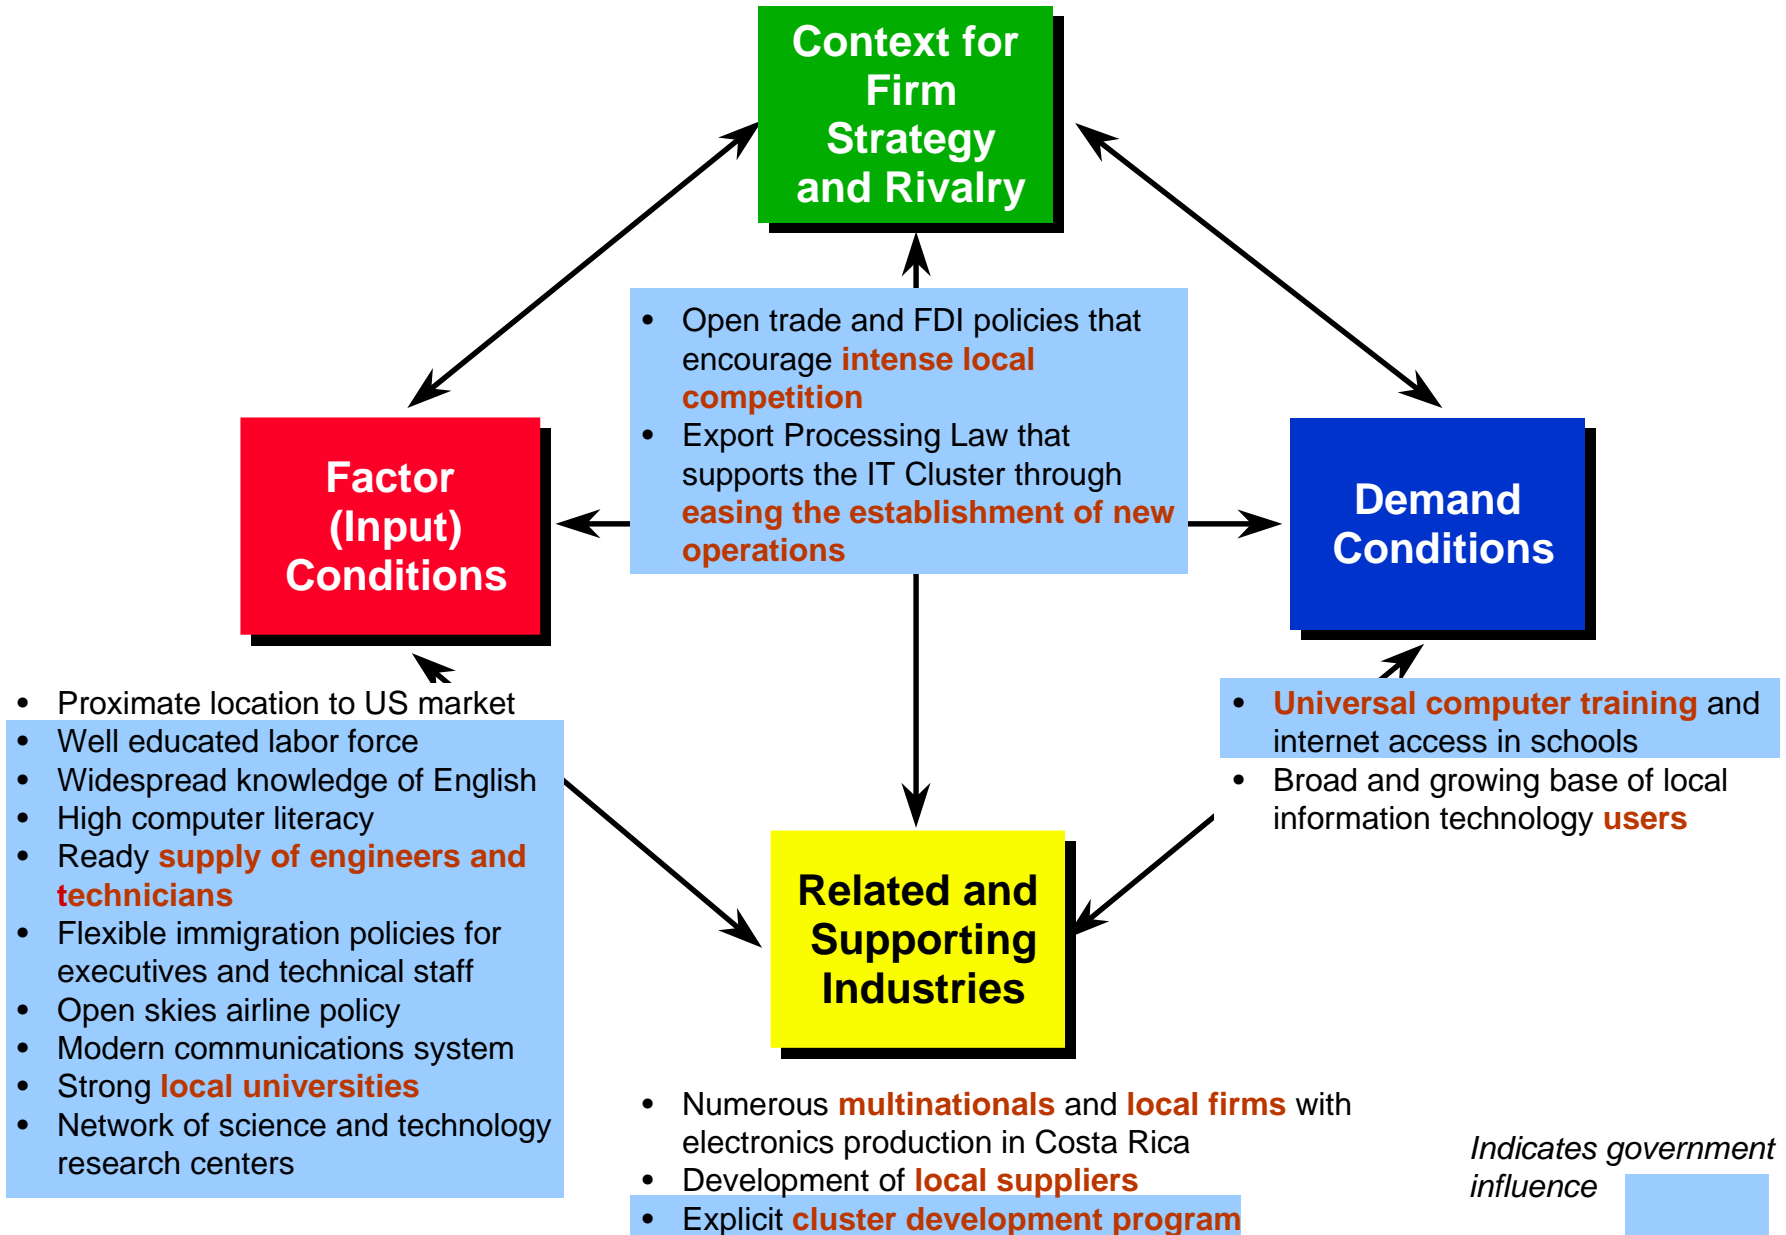 Context for
Firm
Strategy
and Rivalry
• Open trade and FDI policies that
encourage intense local
competition
• Export Processing Law that
supports the IT Cluster through
easing the establishment of new
operations
Factor
(Input)
Conditions
Demand
Conditions
• Proximate location to US market
• Well educated labor force
• Widespread knowledge of English
• High computer literacy
• Ready supply of engineers and
technicians
• Flexible immigration policies for
executives and technical staff
• Open skies airline policy
• Modern communications system
• Strong local universities
• Network of science and technology
research centers
• Universal computer training and
internet access in schools
• Broad and growing base of local
information technology users
Related and
Supporting
Industries
• Numerous multinationals and local firms with
electronics production in Costa Rica
• Development of local suppliers
• Explicit cluster development program
Indicates government
influence